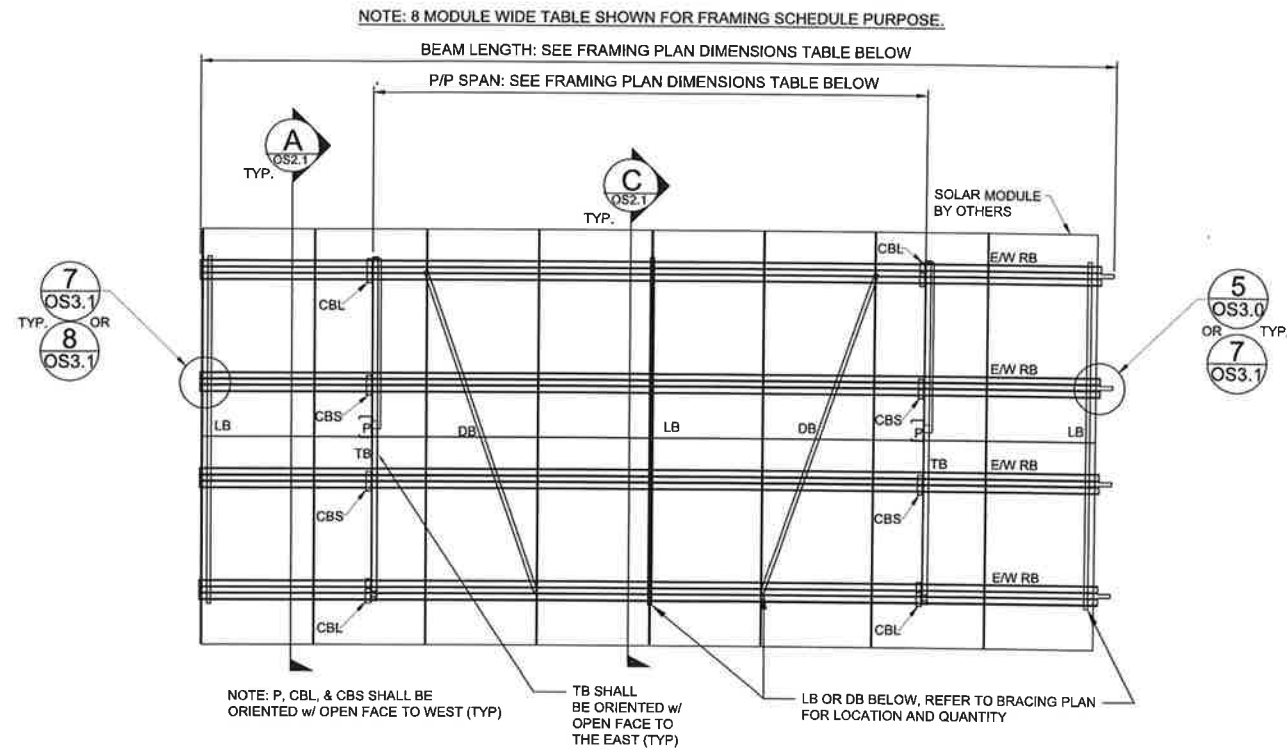 NOTE: 8 MODULE WIDE TABLE SHOWN FOR FRAMING SCHEDULE PURPOSE.
BEAM LENGTH: SEE FRAMING PLAN DIMENSIONS TABLE BELOW
P/P SPAN: SEE FRAMING PLAN DIMENSIONS TABLE BELOW
A
OS2.1
TYP.
C
OS2.1
TYP.
SOLAR MODULE
BY OTHERS
CBL
E/W RB
CBL
7
OS3.1
TYP. OR
8
OS3.1
5
OS3.0
OR TYP.
7
OS3.1
E/W RB
CBS
CBS
LB
P
DB
LB
DB
P
LB
TB
TB
E/W RB
CBS
CBS
E/W RB
CBL
CBL
NOTE: P, CBL, & CBS SHALL BE
ORIENTED w/ OPEN FACE TO WEST (TYP)
TB SHALL
BE ORIENTED w/
OPEN FACE TO
THE EAST (TYP)
LB OR DB BELOW, REFER TO BRACING PLAN
FOR LOCATION AND QUANTITY